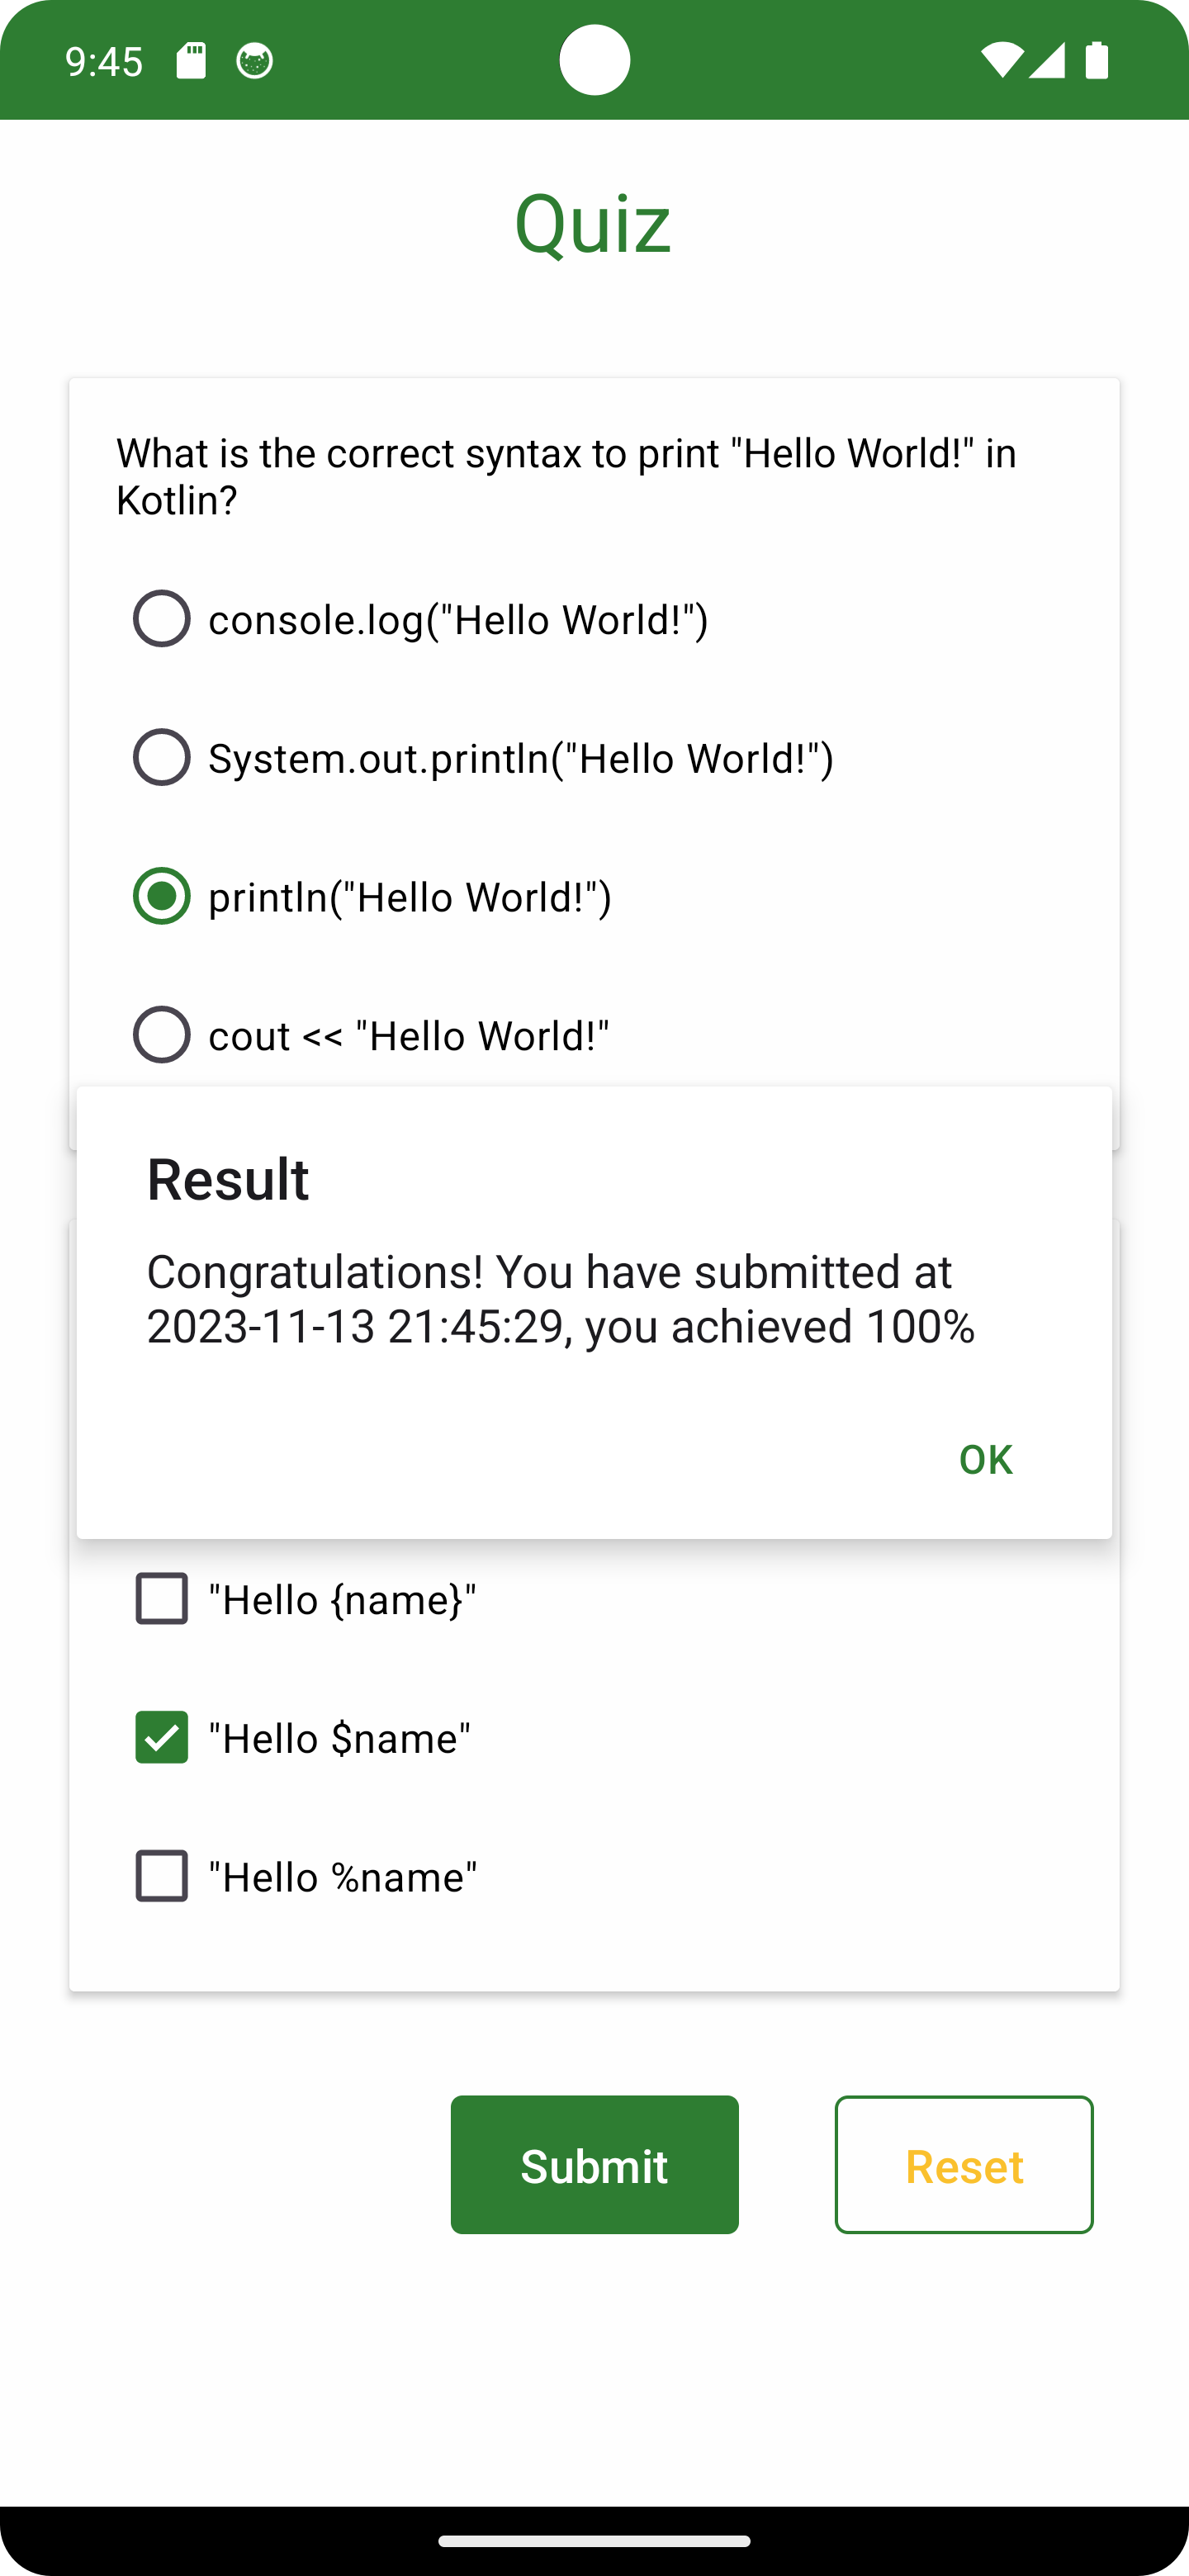 9:45
Quiz
What is the correct syntax to print "Hello World!" in
Kotlin?
console.log("Hello World!")
System.out.println("Hello World!")
println("Hello World!")
cout << "Hello World!"
Result
Congratulations! You have submitted at
2023-11-13 21:45:29, you achieved 100%
OK
"Hello {name}"
"Hello $name"
"Hello %name"
Submit
Reset